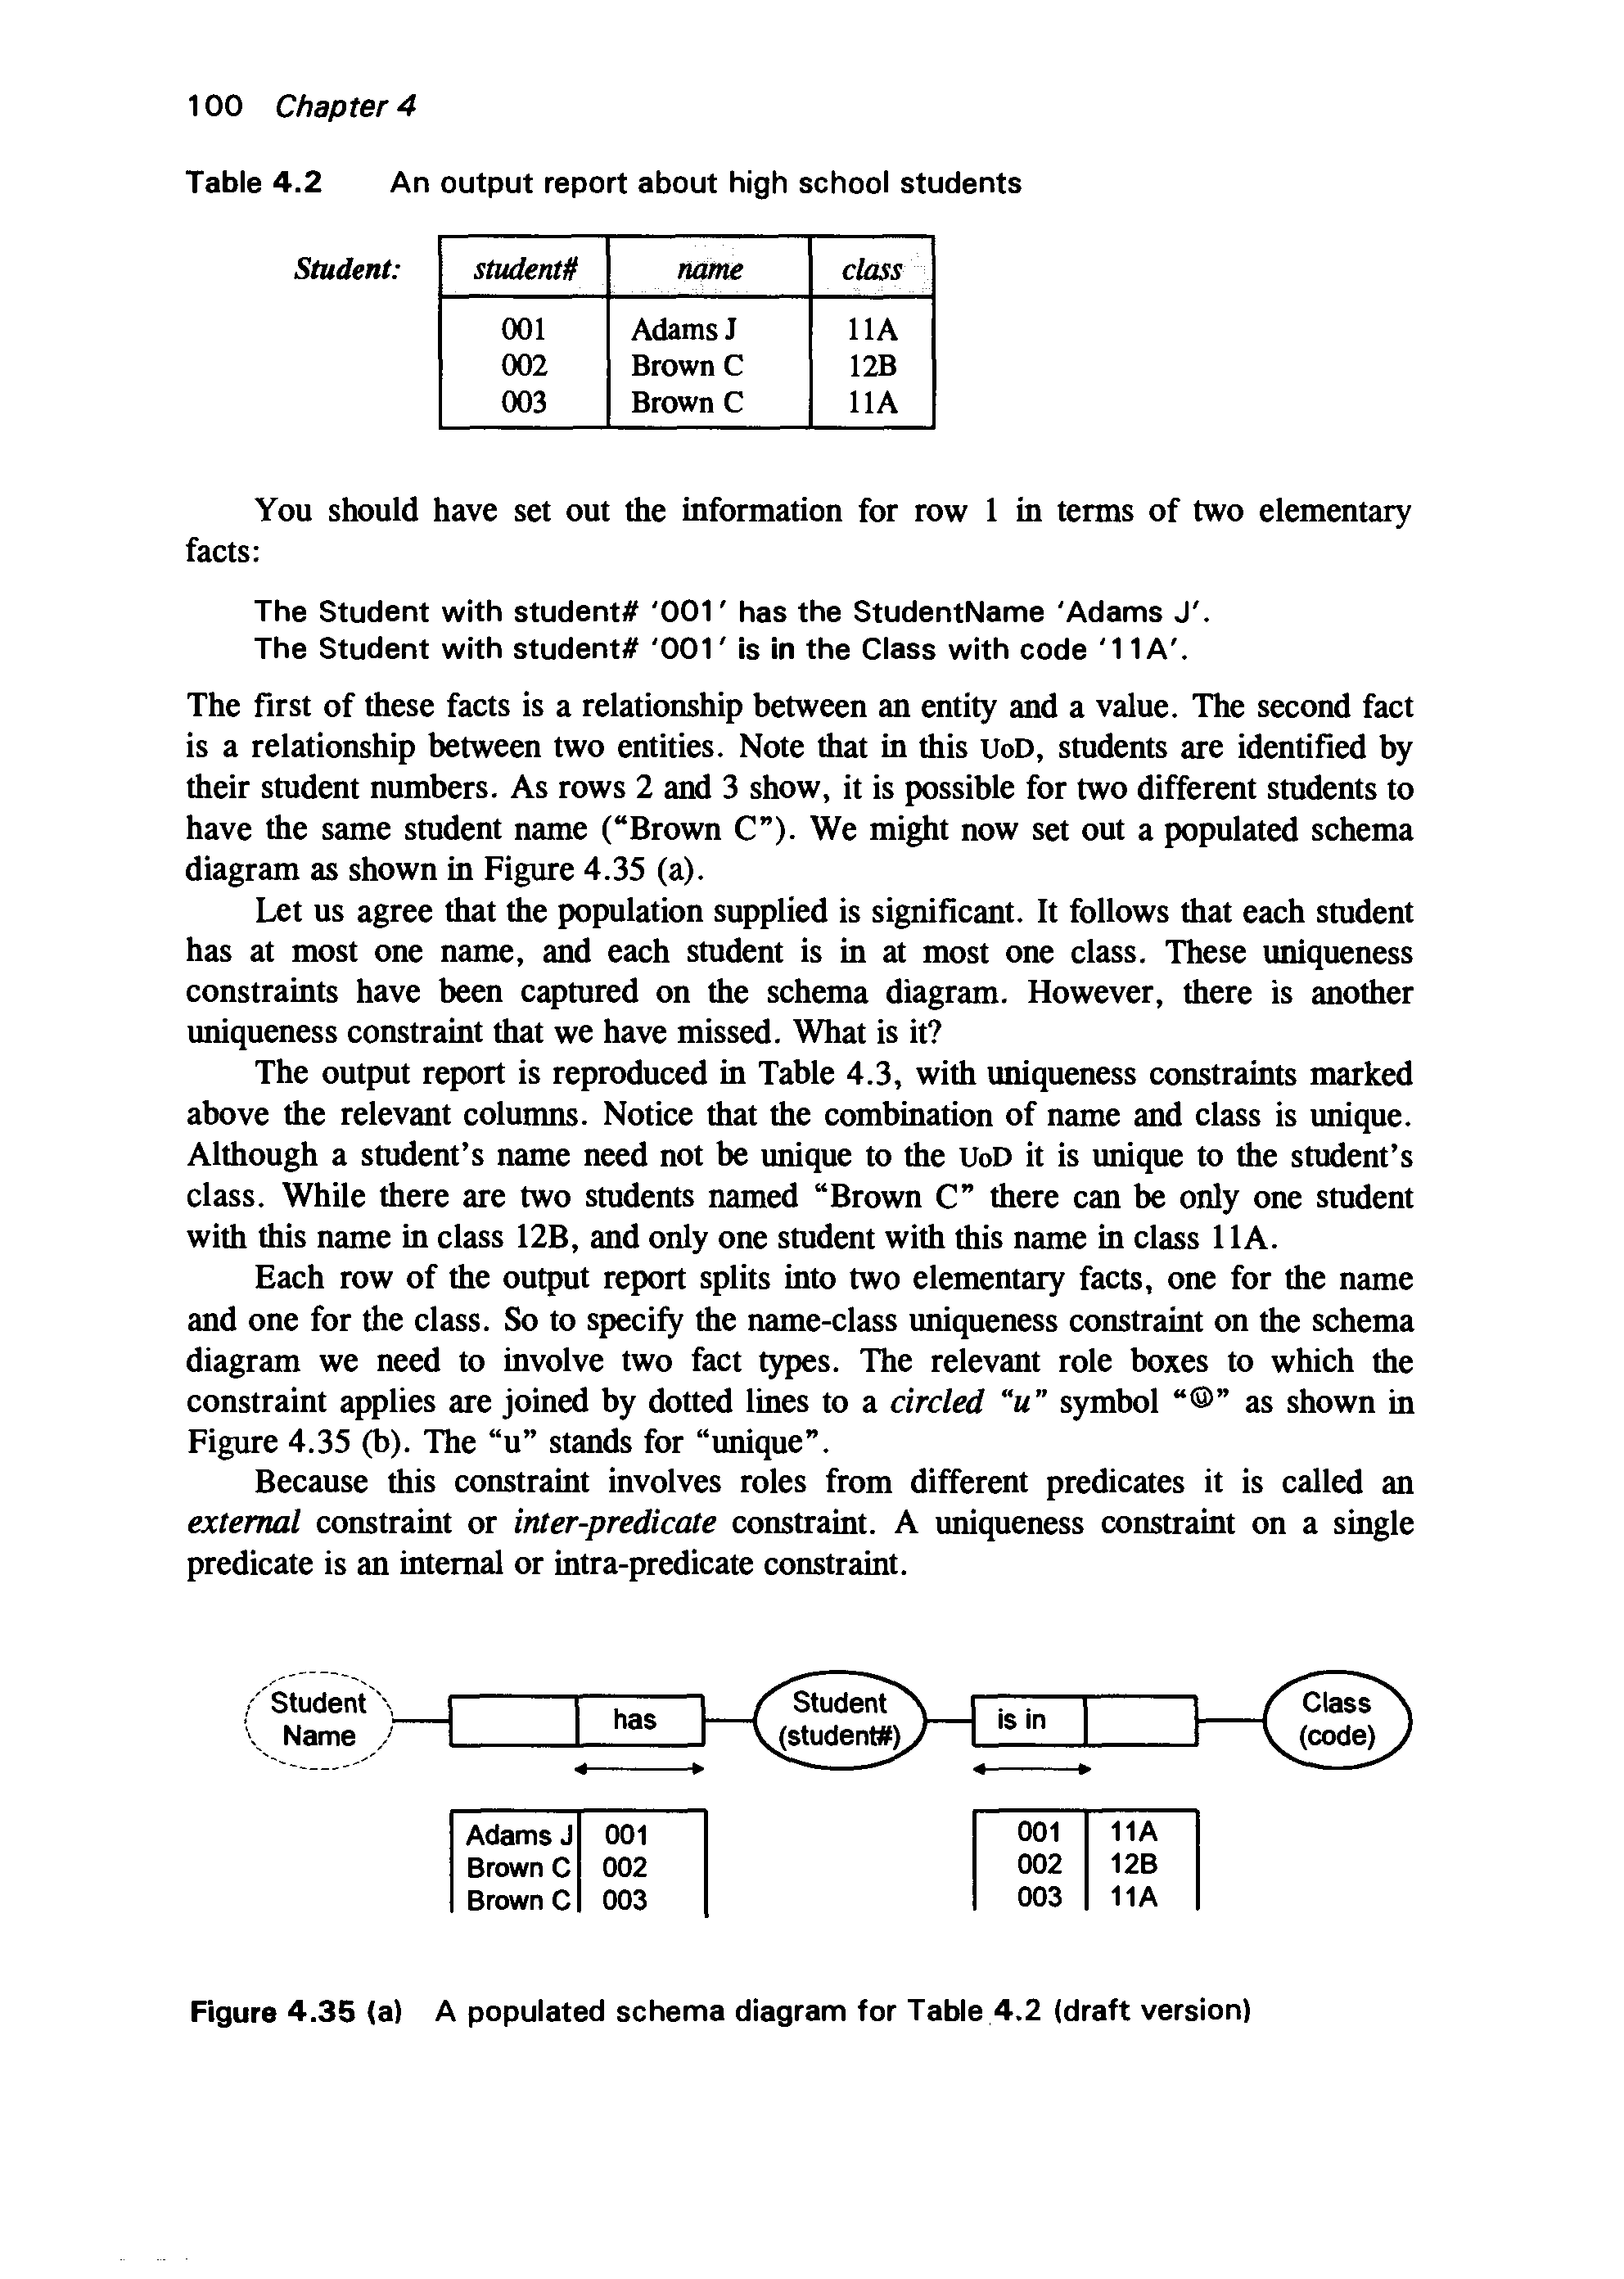 100 Chapter 4
Table 4.2 An output report about high school students
Student: student# name class
001 Adams J 11A
002 Brown C 12B
003 Brown C 11A
You should have set out the information for row 1 in terms of two elementary
facts:
The Student with student# '001' has the StudentName 'Adams J'.
The Student with student# '001' is in the Class with code '11A'.
The first of these facts is a relationship between an entity and a value. The second fact
is a relationship between two entities. Note that in this UoD, students are identified by
their student numbers. As rows 2 and 3 show, it is possible for two different students to
have the same student name ("Brown C"). We might now set out a populated schema
diagram as shown in Figure 4.35 (a).
Let us agree that the population supplied is significant. It follows that each student
has at most one name, and each student is in at most one class. These uniqueness
constraints have been captured on the schema diagram. However, there is another
uniqueness constraint that we have missed. What is it?
The output report is reproduced in Table 4.3, with uniqueness constraints marked
above the relevant columns. Notice that the combination of name and class is unique.
Although a student's name need not be unique to the UoD it is unique to the student's
class. While there are two students named "Brown C" there can be only one student
with this name in class 12B, and only one student with this name in class 11A.
Each row of the output report splits into two elementary facts, one for the name
and one for the class. So to specify the name-class uniqueness constraint on the schema
diagram we need to involve two fact types. The relevant role boxes to which the
constraint applies are joined by dotted lines to a circled "u" symbol "ⓤ" as shown in
Figure 4.35 (b). The "u" stands for "unique".
Because this constraint involves roles from different predicates it is called an
external constraint or inter-predicate constraint. A uniqueness constraint on a single
predicate is an internal or intra-predicate constraint.
Student
Name
has
Student
(student#)
is in
Class
(code)
Adams J 001
Brown C 002
Brown C 003
001 11A
002 12B
003 11A
Figure 4.35 (a) A populated schema diagram for Table 4.2 (draft version)